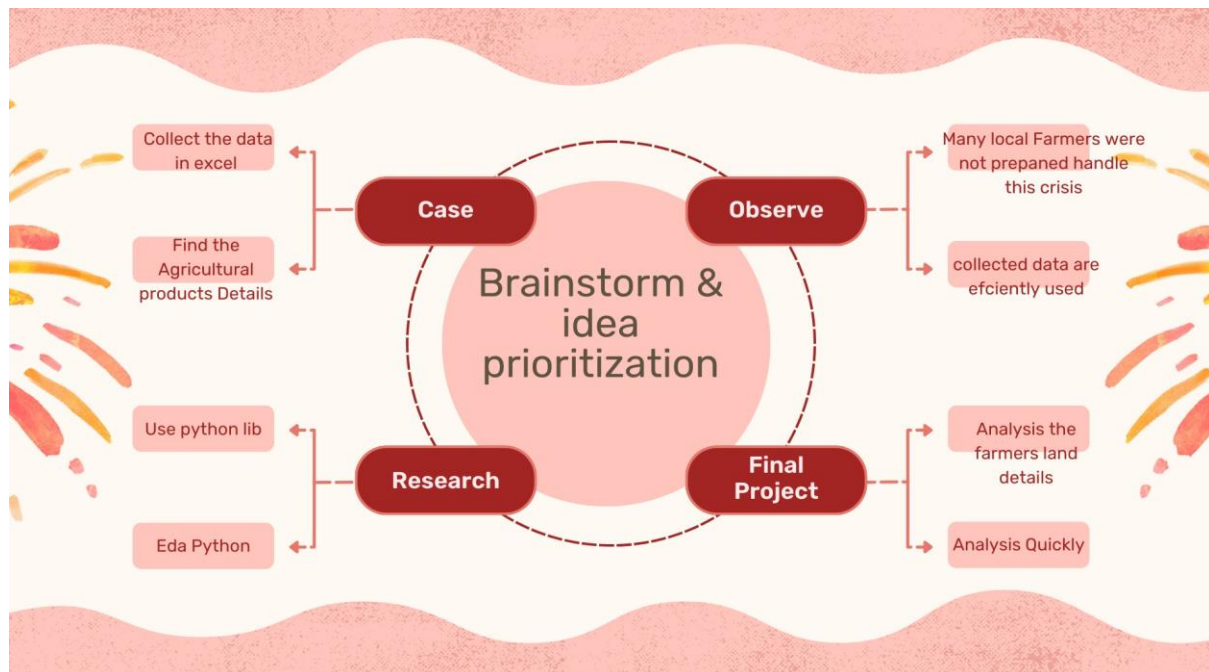 Collect the data
in excel
Case
Find the
Agricultural
products Details
Observe
Many local Farmers were
not prepaned handle
this crisis
collected data are
efciently used
Brainstorm &
idea
prioritization
Use python lib
Research
Eda Python
Final
Project
Analysis the
farmers land
details
Analysis Quickly